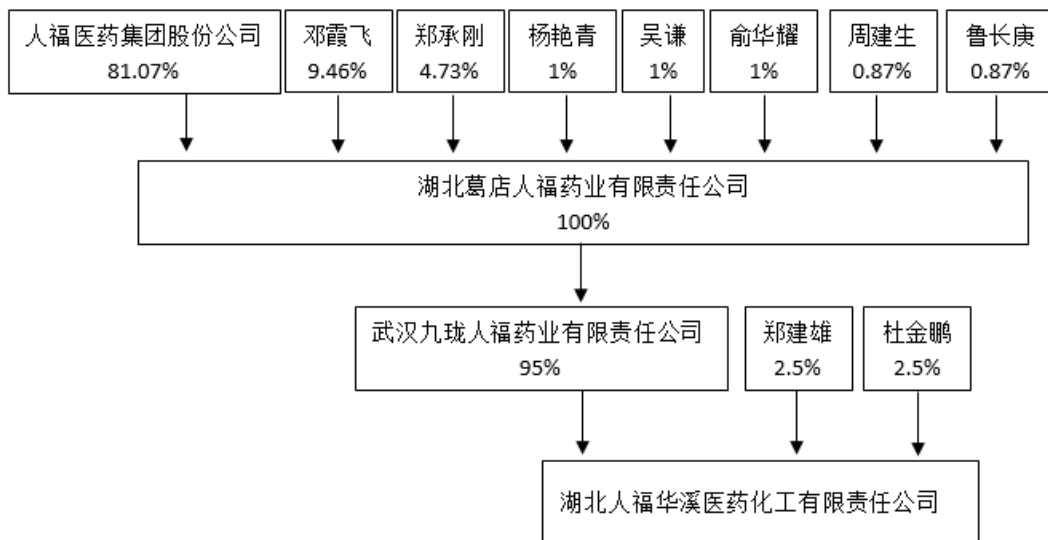 人福医药集团股份公司
81.07%
邓霞飞
9.46%
郑承刚
4.73%
杨艳青
1%
吴谦
1%
俞华耀
1%
周建生
0.87%
鲁长庚
0.87%
湖北葛店人福药业有限责任公司
100%
武汉九珑人福药业有限责任公司
95%
郑建雄
2.5%
杜金鹏
2.5%
湖北人福华溪医药化工有限责任公司